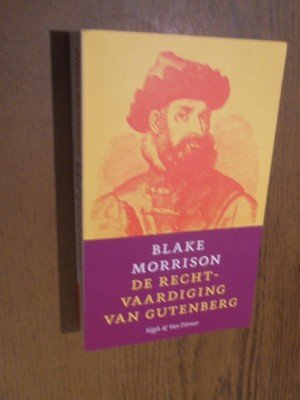 BLAKE
MORRISON
DE RECHT-
VAARDIGING
VAN GUTENBERG
Nijgh & Van Ditmar